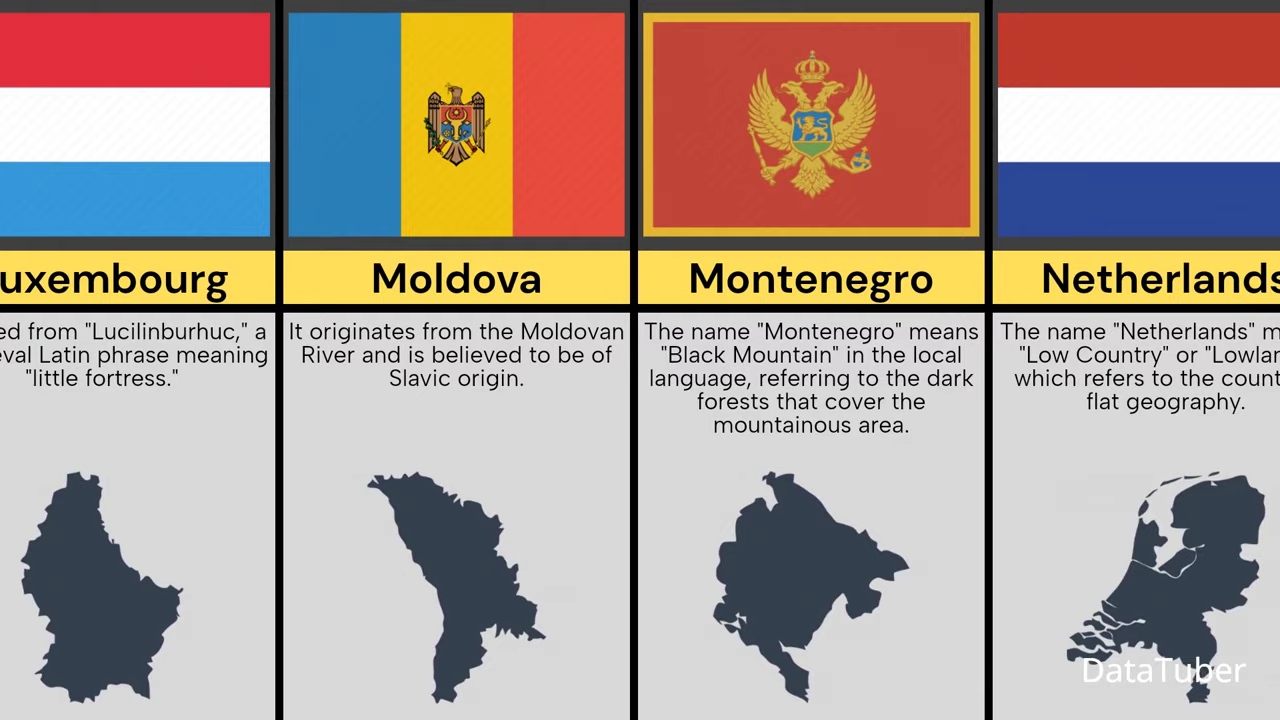 uxembourg
ed from "Lucilinburhuc," a
eval Latin phrase meaning
"little fortress."
Moldova
It originates from the Moldovan
River and is believed to be of
Slavic origin.
Montenegro
The name "Montenegro" means
"Black Mountain" in the local
language, referring to the dark
forests that cover the
mountainous area.
Netherlands
The name "Netherlands" m
"Low Country" or "Lowlan
which refers to the count
flat geography.
DataTuber